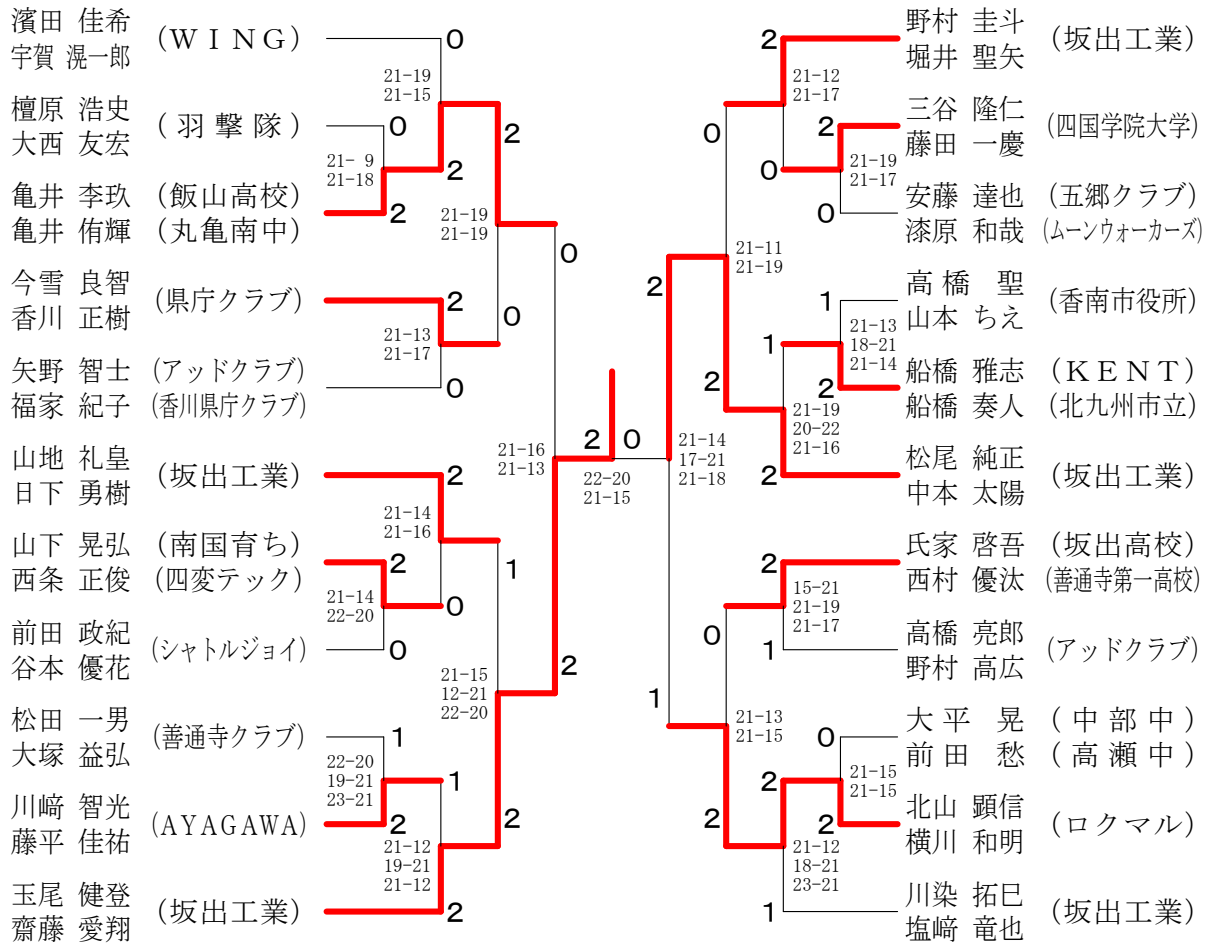 濱田 佳希
宇賀 滉一郎
(WING)
0
21-19
21-15
檀原 浩史
大西 友宏
(羽撃隊)
0
21- 9
21-18
2
2
亀井 李玖 (飯山高校)
亀井 侑輝 (丸亀南中)
2
21-19
21-19
0
今雪 良智
香川 正樹
(県庁クラブ)
2
21-13
21-17
0
矢野 智士 (アッドクラブ)
福家 紀子 (香川県庁クラブ)
0
21-16
21-13
山地 礼皇
日下 勇樹
(坂出工業)
2
21-14
21-16
1
山下 晃弘 (南国育ち)
西条 正俊 (四変テック)
2
21-14
22-20
0
前田 政紀
谷本 優花
(シャトルジョイ)
0
21-15
12-21
22-20
2
松田 一男
大塚 益弘
(善通寺クラブ)
1
22-20
19-21
23-21
1
川﨑 智光
藤平 佳祐
(AYAGAWA)
2
2
21-12
19-21
21-12
玉尾 健登
齋藤 愛翔
(坂出工業)
2
2 0
22-20
21-15
野村 圭斗
堀井 聖矢
(坂出工業)
2
21-12
21-17
0
三谷 隆仁
藤田 一慶
(四国学院大学)
2
0
21-19
21-17
安藤 達也 (五郷クラブ)
漆原 和哉 (ムーンウォーカーズ)
0
21-11
21-19
2
高橋 聖
山本 ちえ
(香南市役所)
1
21-13
18-21
21-14
1
船橋 雅志 (KENT)
船橋 奏人 (北九州市立)
2
2
21-19
20-22
21-16
松尾 純正
中本 太陽
(坂出工業)
2
21-14
17-21
21-18
氏家 啓吾 (坂出高校)
西村 優汰 (善通寺第一高校)
2
15-21
21-19
21-17
0
高橋 亮郎
野村 高広
(アッドクラブ)
1
1
21-13
21-15
大平 晃 (中部中)
前田 愁 (高瀬中)
0
21-15
21-15
2
北山 顕信
横川 和明
(ロクマル)
2
2
21-12
18-21
23-21
川染 拓巳
塩﨑 竜也
(坂出工業)
1